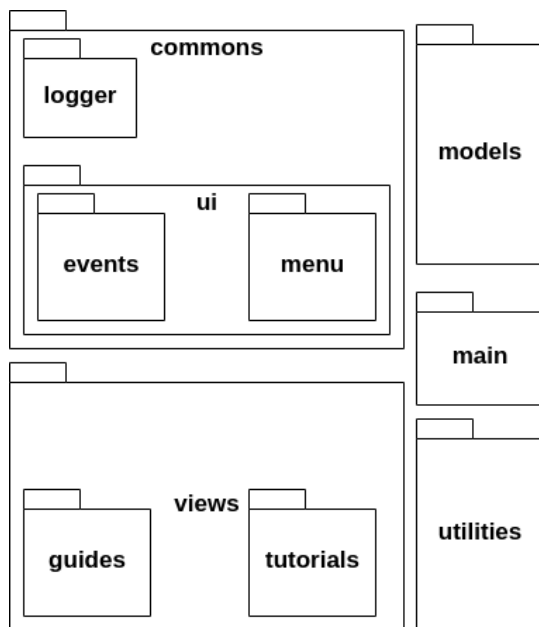 commons
logger
ui
events
menu
views
guides
tutorials
models
main
utilities